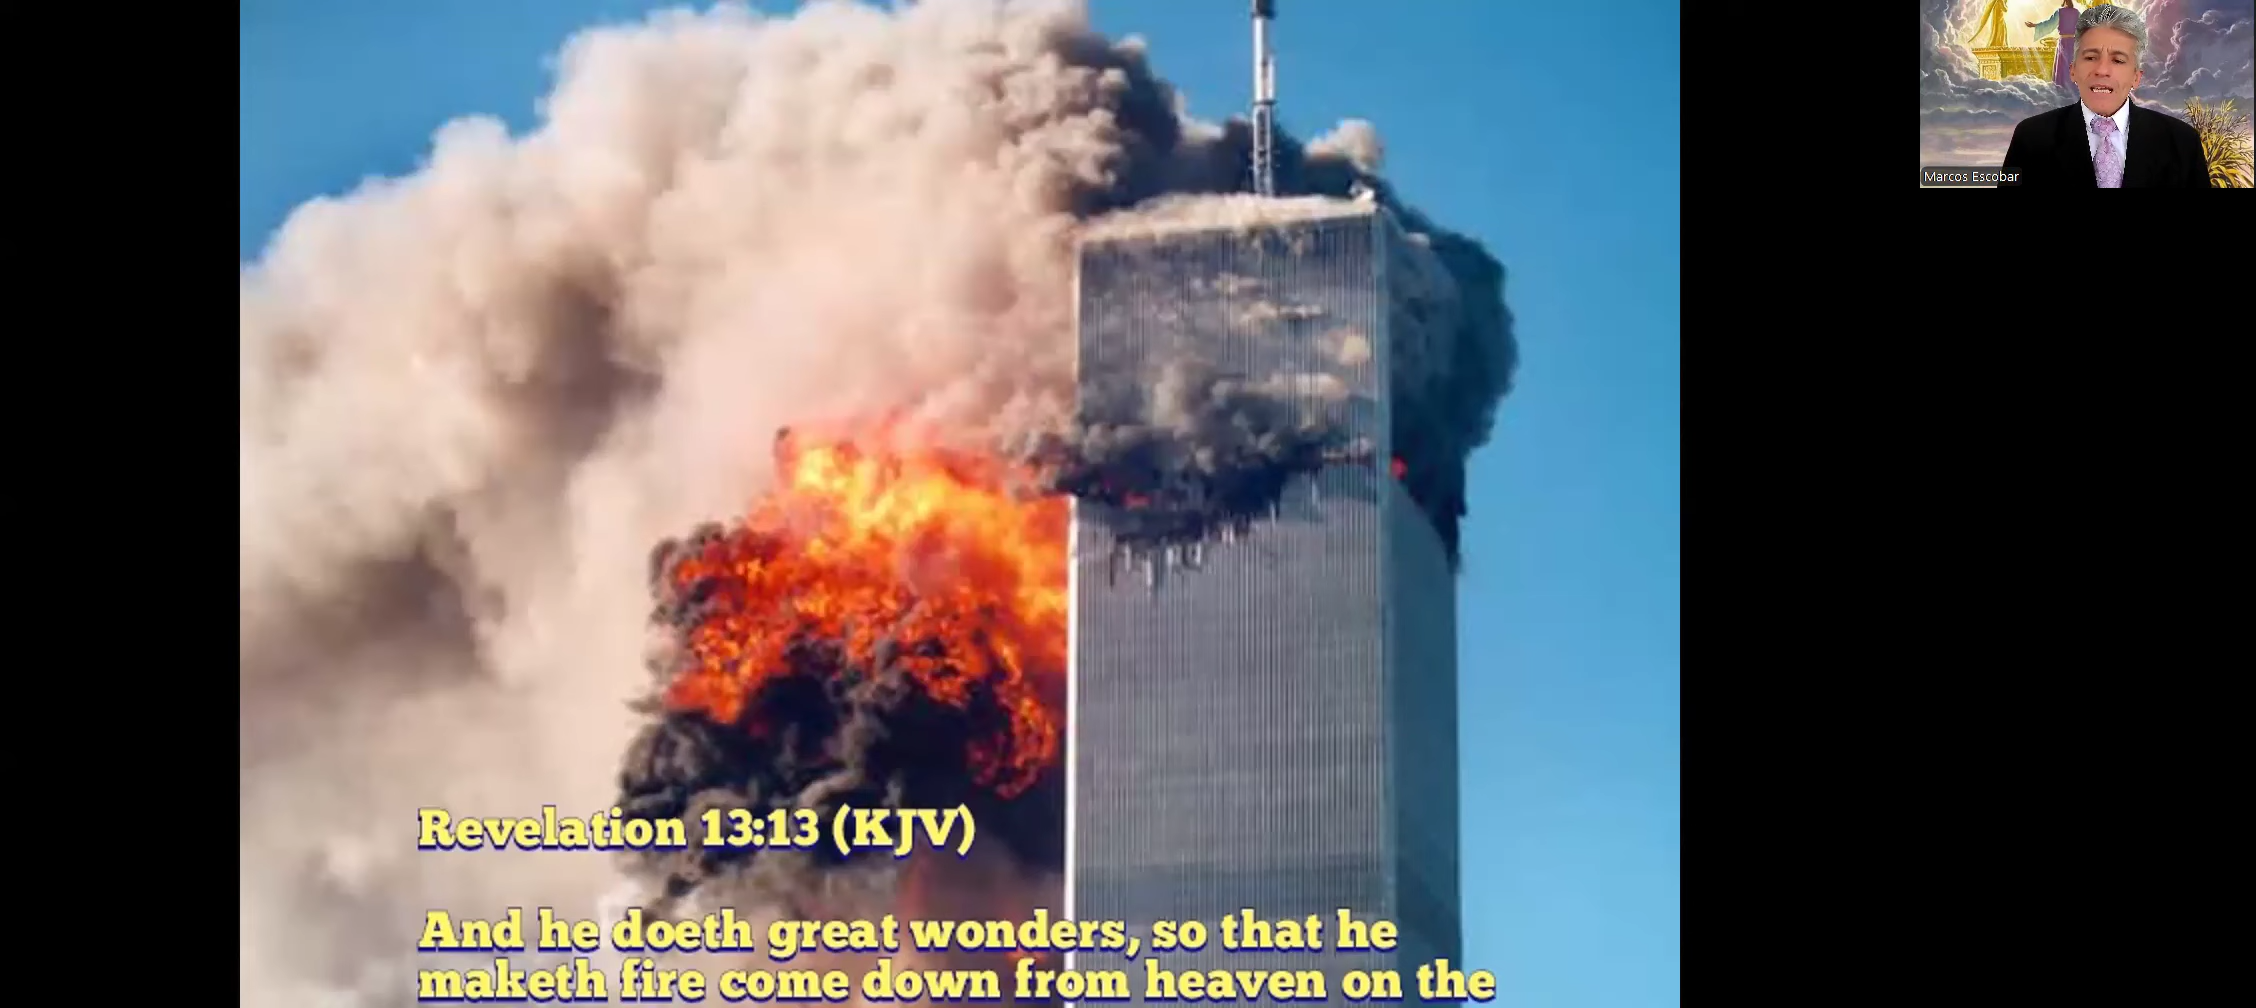 Marcos Escobar
Revelation 13:13 (KJV)
And he doeth great wonders, so that he
maketh fire come down from heaven on the